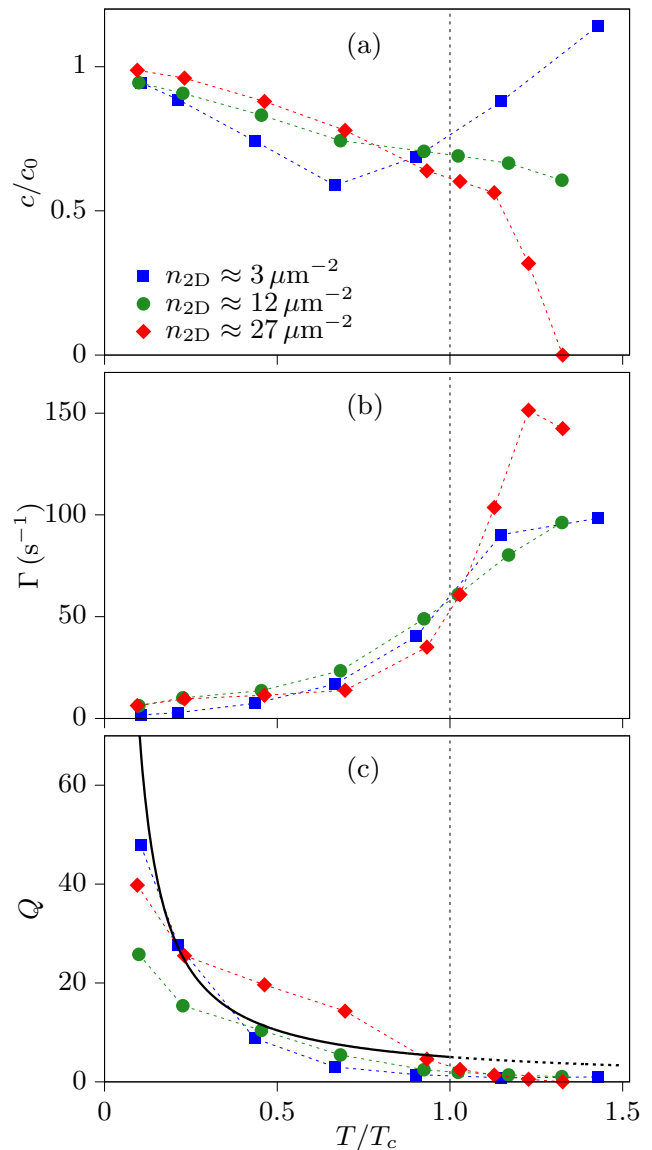 (a)
1
0.5
0
c/c₀
n₂D ≈ 3 μm⁻²
n₂D ≈ 12 μm⁻²
n₂D ≈ 27 μm⁻²
(b)
150
100
50
0
Γ (s⁻¹)
(c)
60
40
20
0
Q
0 0.5 1.0 1.5
T/T_c